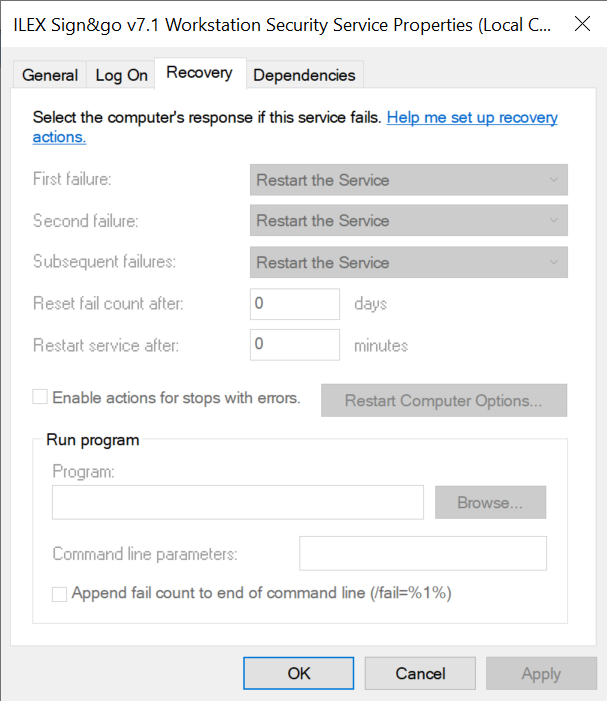 ILEX Sign&go v7.1 Workstation Security Service Properties (Local C...
General Log On Recovery Dependencies
Select the computer's response if this service fails. Help me set up recovery
actions.
First failure: Restart the Service
Second failure: Restart the Service
Subsequent failures: Restart the Service
Reset fail count after: 0 days
Restart service after: 0 minutes
Enable actions for stops with errors. Restart Computer Options...
Run program
Program:
Browse...
Command line parameters:
Append fail count to end of command line (/fail=%1%)
OK Cancel Apply